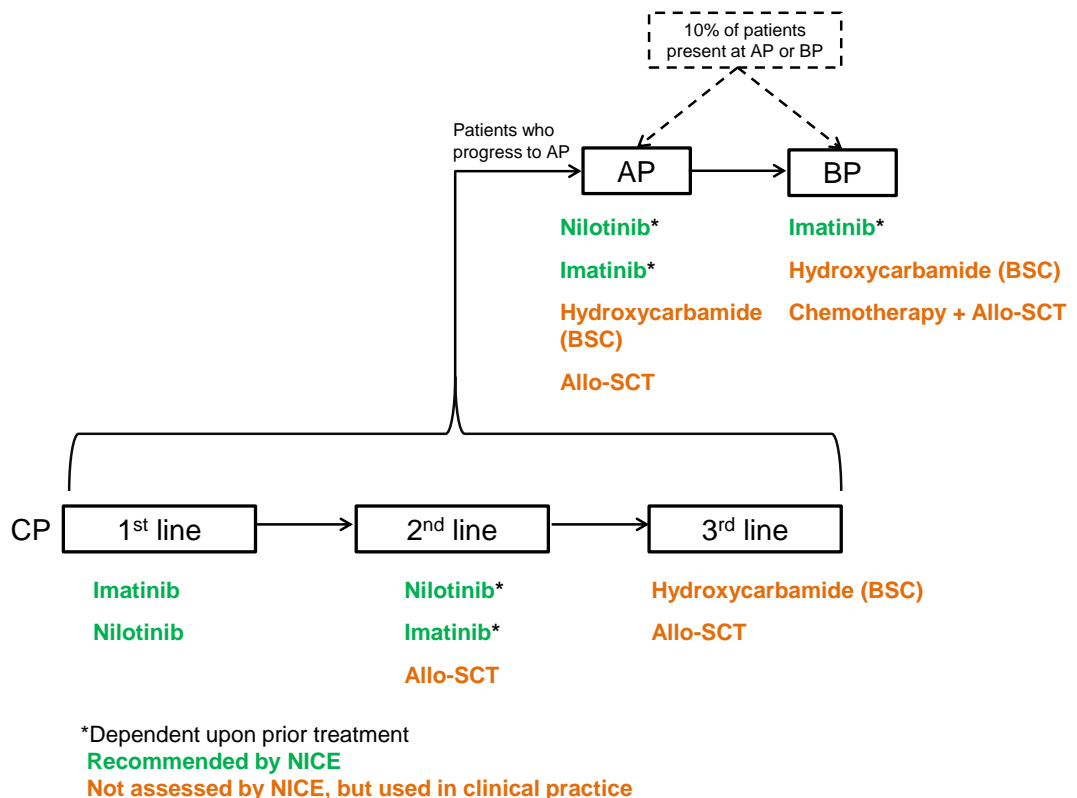 10% of patients
present at AP or BP
Patients who
progress to AP
AP
BP
Nilotinib*
Imatinib*
Hydroxycarbamide
(BSC)
Allo-SCT
Imatinib*
Hydroxycarbamide (BSC)
Chemotherapy + Allo-SCT
CP
1st line
2nd line
3rd line
Imatinib
Nilotinib
Nilotinib*
Imatinib*
Allo-SCT
Hydroxycarbamide (BSC)
Allo-SCT
*Dependent upon prior treatment
Recommended by NICE
Not assessed by NICE, but used in clinical practice